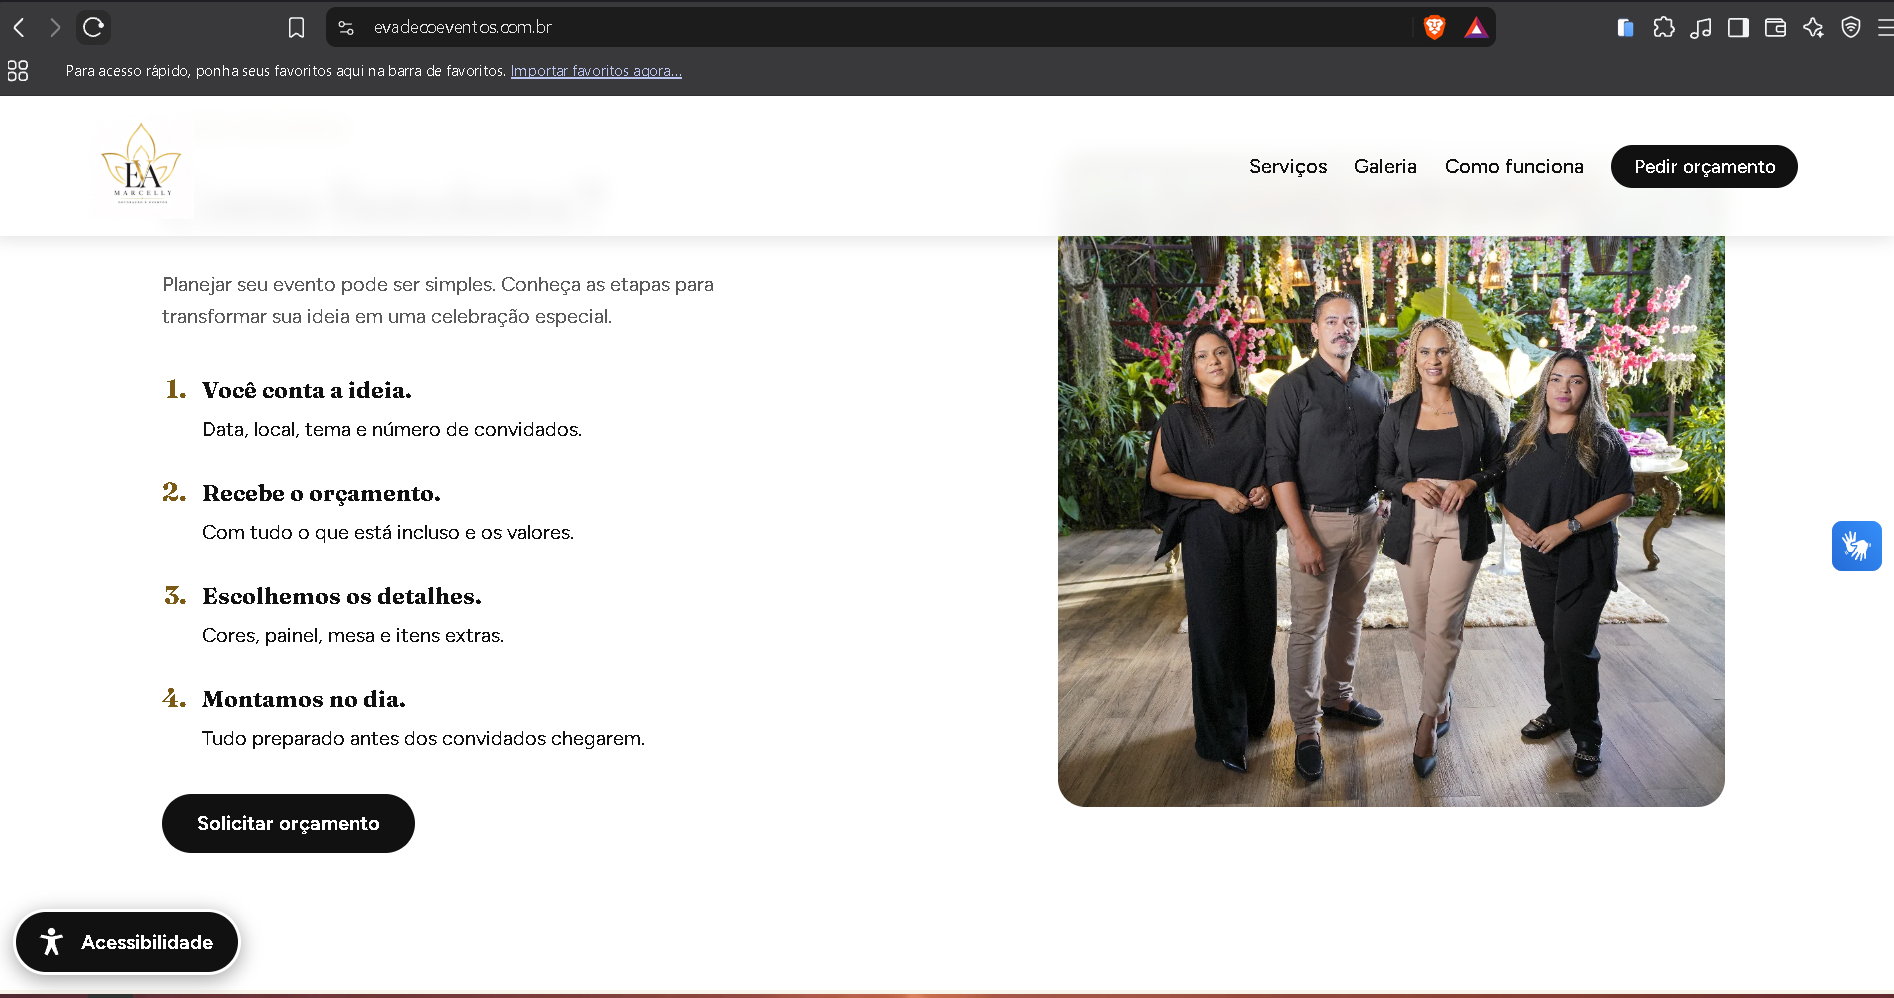 evadecoeventos.com.br
Para acesso rápido, ponha seus favoritos aqui na barra de favoritos. Importar favoritos agora...
EVA
MARCELLY
Serviços
Galeria
Como funciona
Pedir orçamento
Planejar seu evento pode ser simples. Conheça as etapas para
transformar sua ideia em uma celebração especial.
1. Você conta a ideia.
Data, local, tema e número de convidados.
2. Recebe o orçamento.
Com tudo o que está incluso e os valores.
3. Escolhemos os detalhes.
Cores, painel, mesa e itens extras.
4. Montamos no dia.
Tudo preparado antes dos convidados chegarem.
Solicitar orçamento
Acessibilidade